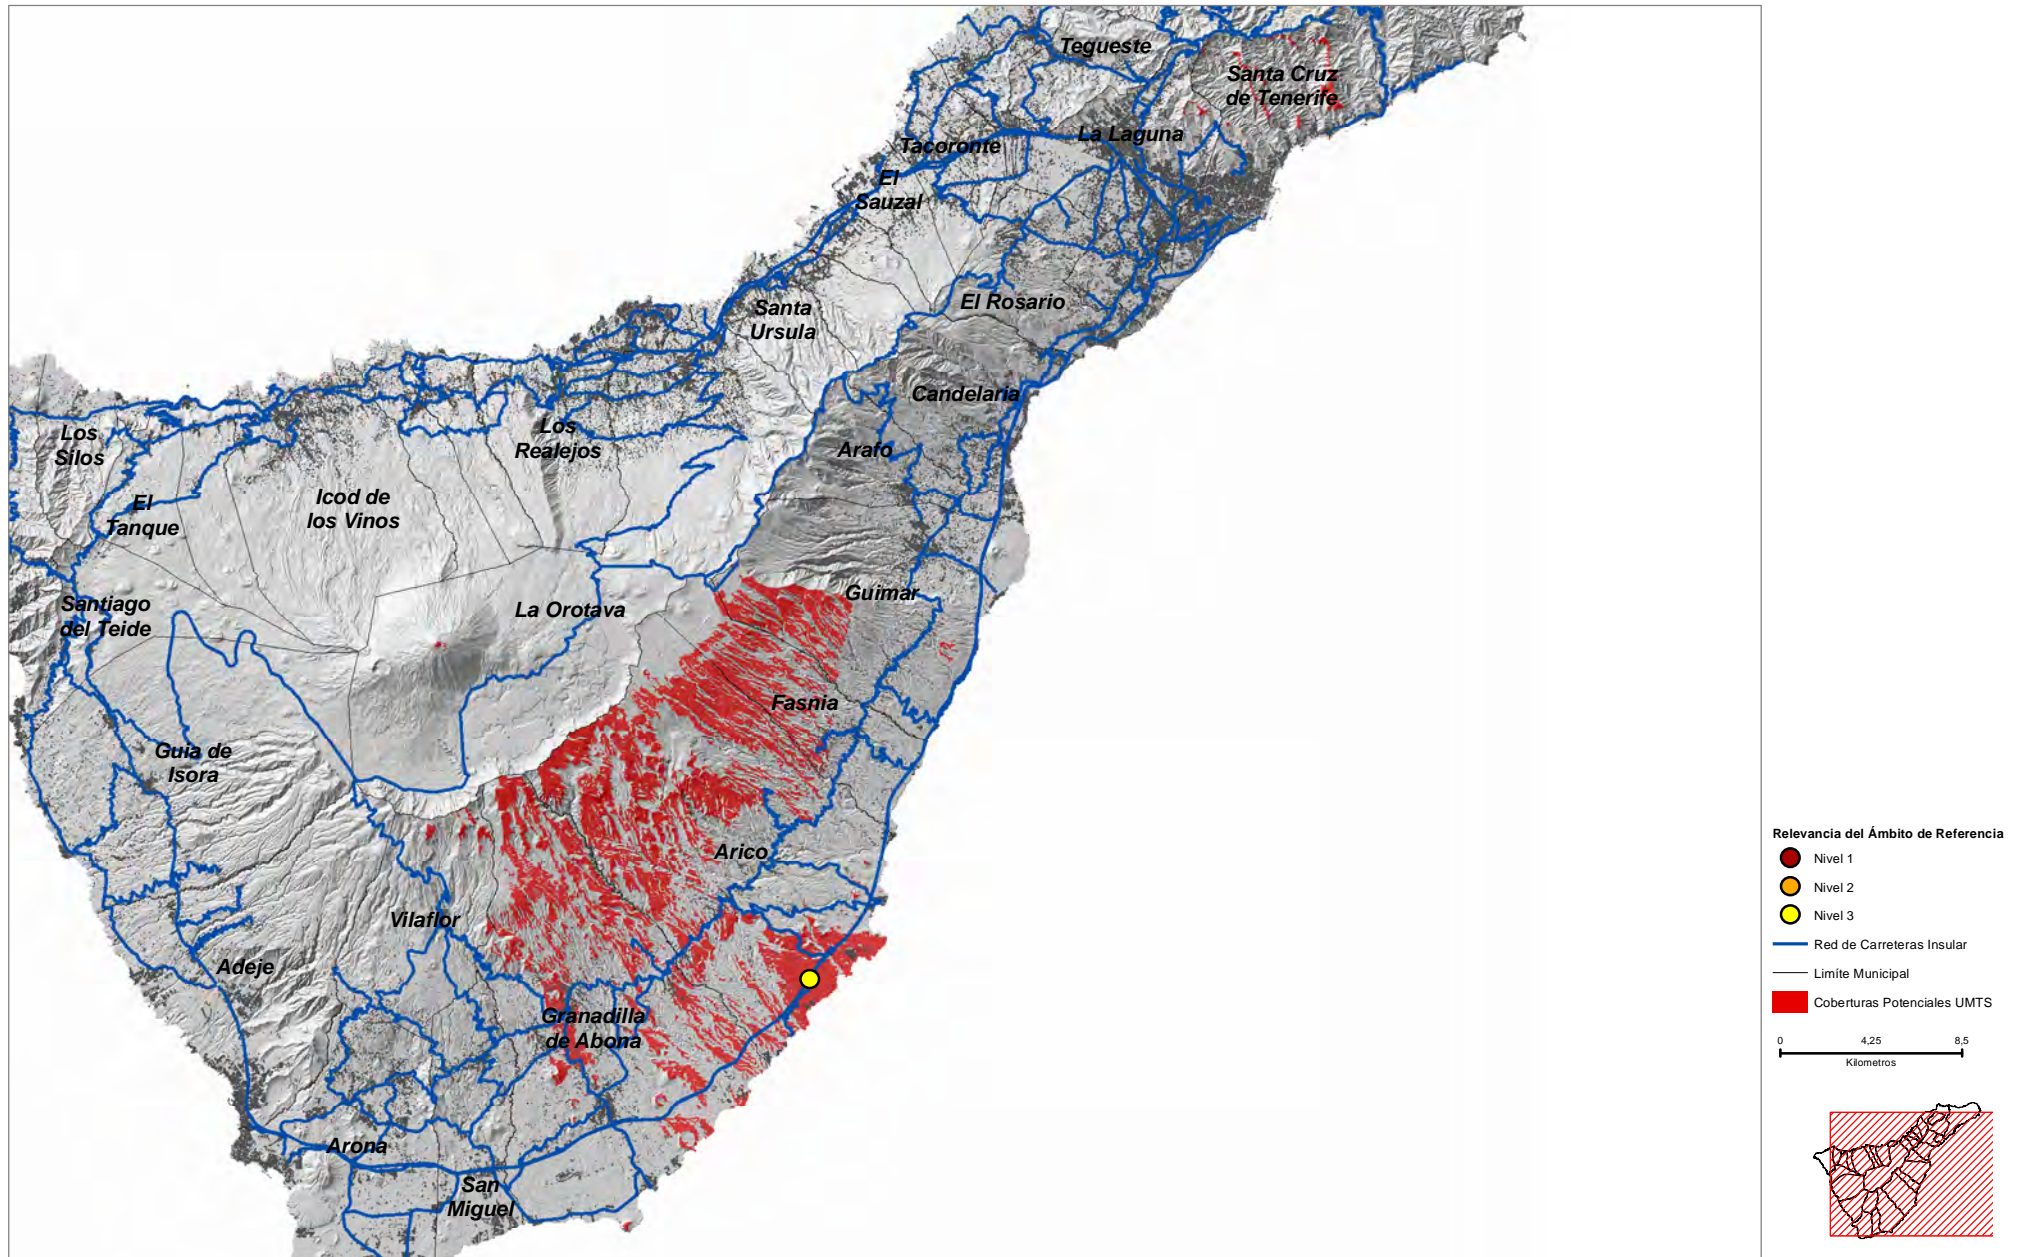 Tegueste
Santa Cruz
de Tenerife
La Laguna
Tacoronte
El
Sauzal
Santa
Ursula
El Rosario
Candelaria
Los
Silos
Los
Realejos
Arafo
El
Tanque
Icod de
los Vinos
Santiago
del Teide
La Orotava
Guimar
Fasnia
Guia de
Isora
Arico
Vilaflor
Adeje
Granadilla
de Abona
Arona
San
Miguel
Relevancia del Ámbito de Referencia
Nivel 1
Nivel 2
Nivel 3
Red de Carreteras Insular
Limíte Municipal
Coberturas Potenciales UMTS
0 4,25 8,5
Kilometros